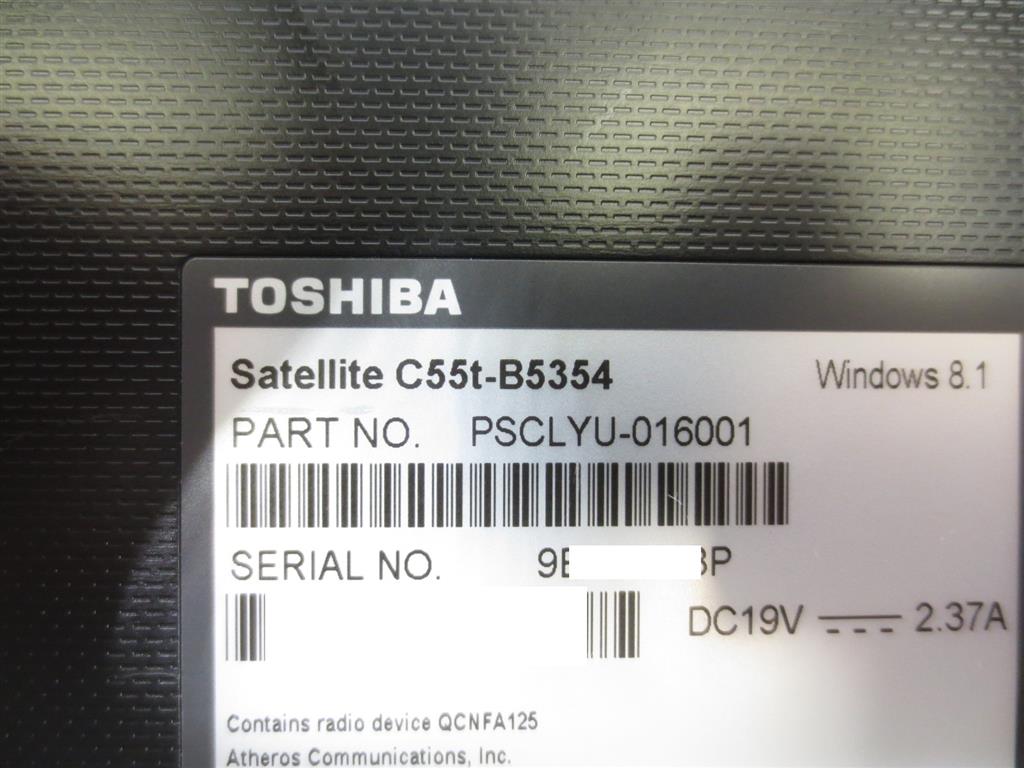 TOSHIBA
Satellite C55t-B5354 Windows 8.1
PART NO. PSCLYU-016001
SERIAL NO. 9 P
DC19V 2.37A
Contains radio device QCNFA125
Atheros Communications, Inc.